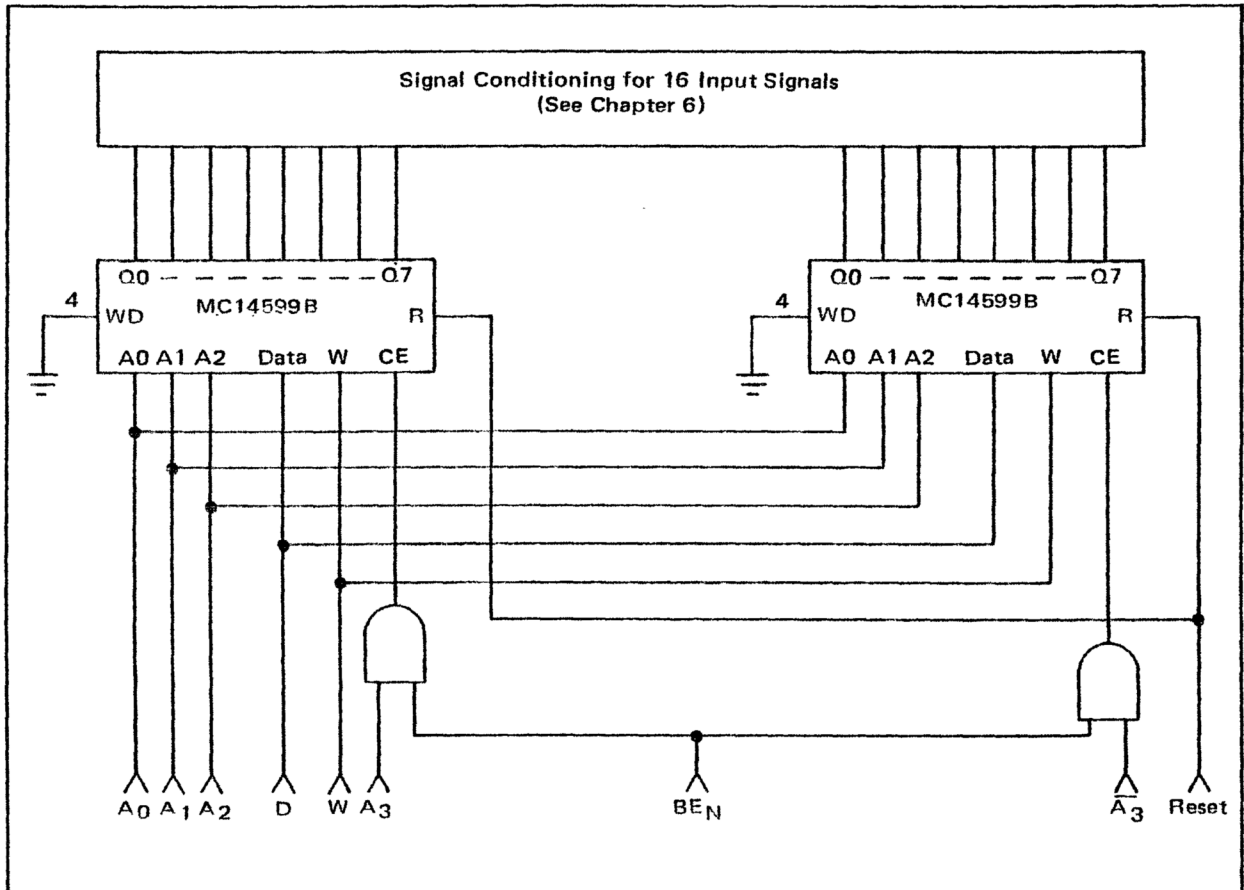 Signal Conditioning for 16 Input Signals
(See Chapter 6)
Q0 — — — — — — Q7
4
WD
MC14599B
R
A0 A1 A2 Data W CE
Q0 — — — — — — Q7
4
WD
MC14599B
R
A0 A1 A2 Data W CE
A0 A1 A2 D W A3
BEN
A̅3
Reset